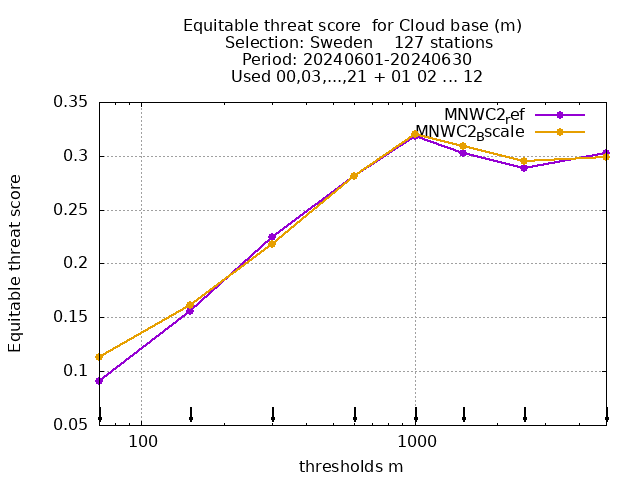 Equitable threat score  for Cloud base (m)
Selection: Sweden    127 stations
Period: 20240601-20240630
Used 00,03,...,21 + 01 02 ... 12
MNWC2ref
MNWC2Bscale
0.35
0.3
0.25
0.2
0.15
0.1
0.05
Equitable threat score
100
1000
thresholds m